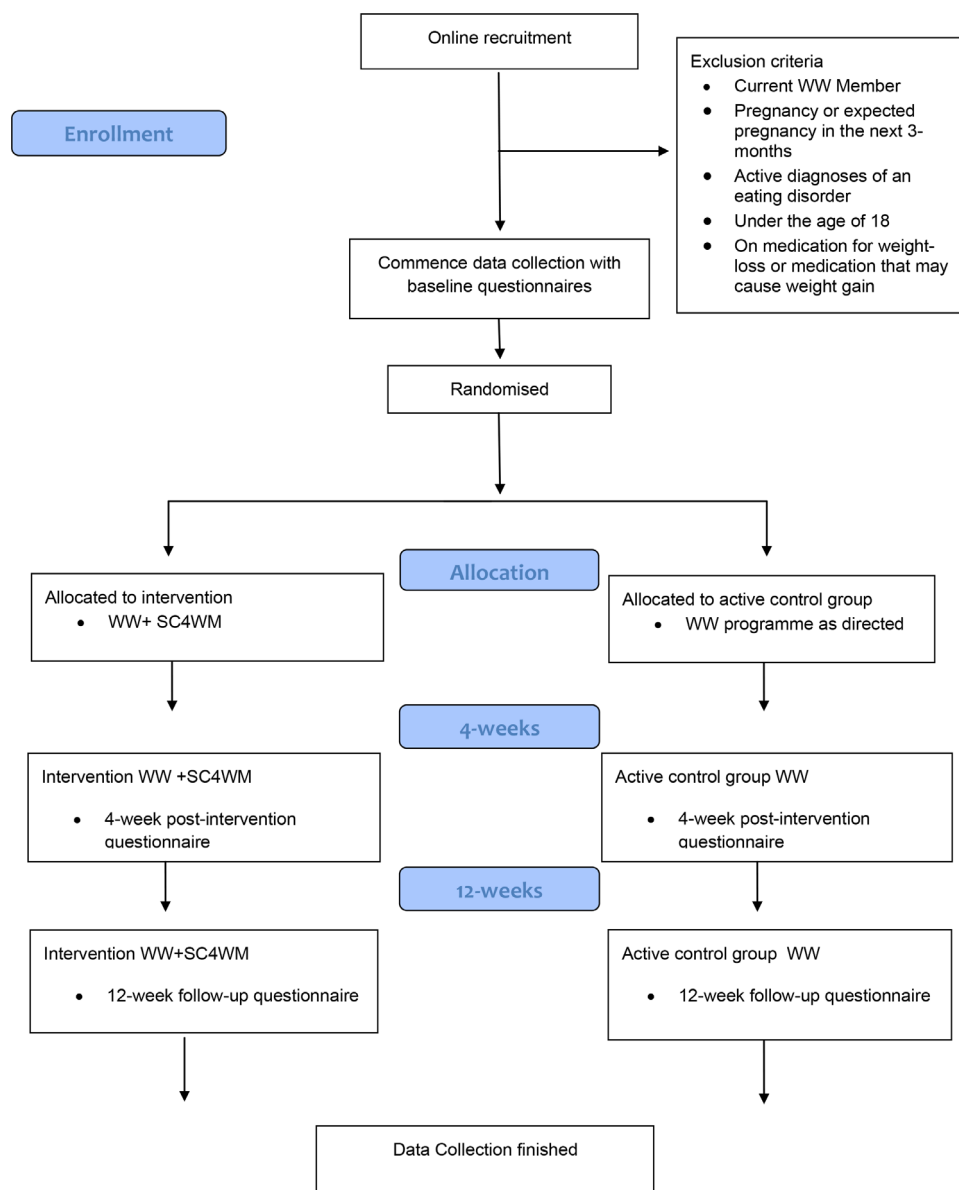 Online recruitment
Exclusion criteria
● Current WW Member
● Pregnancy or expected
pregnancy in the next 3-
months
● Active diagnoses of an
eating disorder
● Under the age of 18
● On medication for weight-
loss or medication that may
cause weight gain
Enrollment
Commence data collection with
baseline questionnaires
Randomised
Allocation
Allocated to intervention
● WW+ SC4WM
Allocated to active control group
● WW programme as directed
4-weeks
Intervention WW +SC4WM
● 4-week post-intervention
questionnaire
Active control group WW
● 4-week post-intervention
questionnaire
12-weeks
Intervention WW+SC4WM
● 12-week follow-up questionnaire
Active control group WW
● 12-week follow-up questionnaire
Data Collection finished